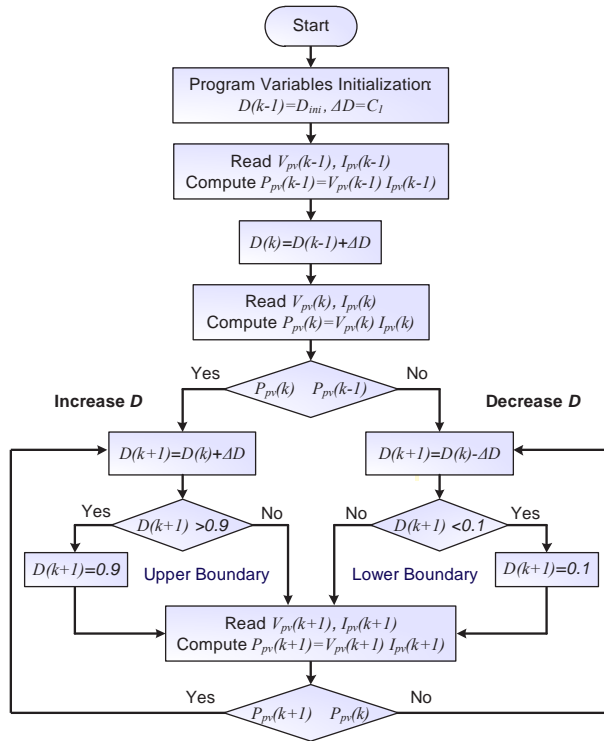 Start
Program Variables Initialization:
D(k-1)=D_ini, ΔD=C_1
Read V_pv(k-1), I_pv(k-1)
Compute P_pv(k-1)=V_pv(k-1) I_pv(k-1)
D(k)=D(k-1)+ΔD
Read V_pv(k), I_pv(k)
Compute P_pv(k)=V_pv(k) I_pv(k)
Yes
P_pv(k) P_pv(k-1)
No
Increase D
Decrease D
D(k+1)=D(k)+ΔD
D(k+1)=D(k)-ΔD
Yes
D(k+1) >0.9
No
No
D(k+1) <0.1
Yes
D(k+1)=0.9
Upper Boundary
Lower Boundary
D(k+1)=0.1
Read V_pv(k+1), I_pv(k+1)
Compute P_pv(k+1)=V_pv(k+1) I_pv(k+1)
Yes
P_pv(k+1) P_pv(k)
No